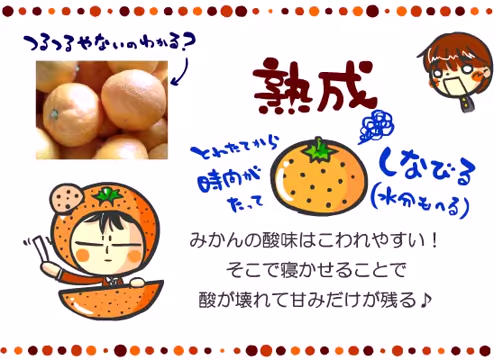 つるつるやないのわかる?
熟成
とれたてから
時間が
たって
しなびる
(水分もへる)
みかんの酸味はこわれやすい!
そこで寝かせることで
酸が壊れて甘みだけが残る♪